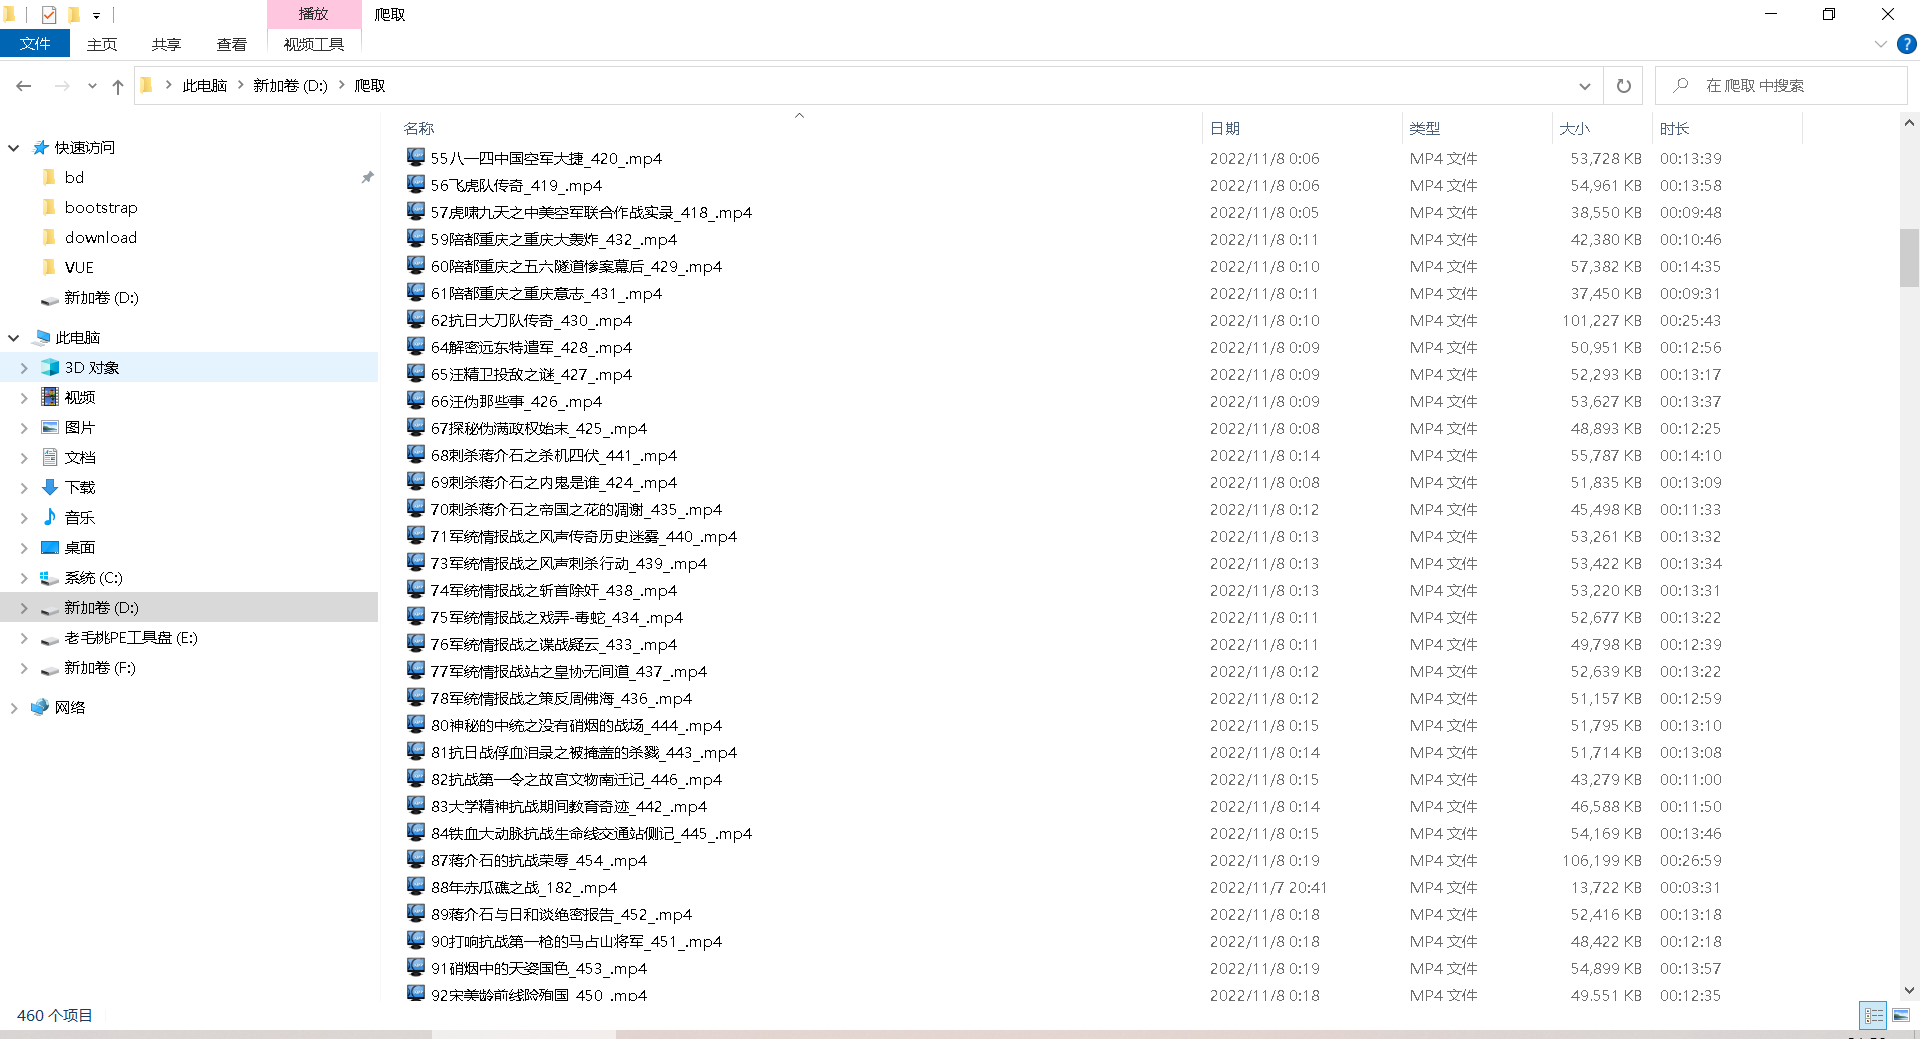 播放 爬取
文件 主页 共享 查看 视频工具
此电脑 新加卷 (D:) 爬取 在 爬取 中搜索
快速访问
bd
bootstrap
download
VUE
新加卷 (D:)
此电脑
3D 对象
视频
图片
文档
下载
音乐
桌面
系统 (C:)
新加卷 (D:)
老毛桃PE工具盘 (E:)
新加卷 (F:)
网络
名称 日期 类型 大小 时长
55八一四中国空军大捷_420_.mp4 2022/11/8 0:06 MP4 文件 53,728 KB 00:13:39
56飞虎队传奇_419_.mp4 2022/11/8 0:06 MP4 文件 54,961 KB 00:13:58
57虎啸九天之中美空军联合作战实录_418_.mp4 2022/11/8 0:05 MP4 文件 38,550 KB 00:09:48
59陪都重庆之重庆大轰炸_432_.mp4 2022/11/8 0:11 MP4 文件 42,380 KB 00:10:46
60陪都重庆之五六隧道惨案幕后_429_.mp4 2022/11/8 0:10 MP4 文件 57,382 KB 00:14:35
61陪都重庆之重庆意志_431_.mp4 2022/11/8 0:11 MP4 文件 37,450 KB 00:09:31
62抗日大刀队传奇_430_.mp4 2022/11/8 0:10 MP4 文件 101,227 KB 00:25:43
64解密远东特遣军_428_.mp4 2022/11/8 0:09 MP4 文件 50,951 KB 00:12:56
65汪精卫投敌之谜_427_.mp4 2022/11/8 0:09 MP4 文件 52,293 KB 00:13:17
66汪伪那些事_426_.mp4 2022/11/8 0:09 MP4 文件 53,627 KB 00:13:37
67探秘伪满政权始末_425_.mp4 2022/11/8 0:08 MP4 文件 48,893 KB 00:12:25
68刺杀蒋介石之杀机四伏_441_.mp4 2022/11/8 0:14 MP4 文件 55,787 KB 00:14:10
69刺杀蒋介石之内鬼是谁_424_.mp4 2022/11/8 0:08 MP4 文件 51,835 KB 00:13:09
70刺杀蒋介石之帝国之花的凋谢_435_.mp4 2022/11/8 0:12 MP4 文件 45,498 KB 00:11:33
71军统情报战之风声传奇历史迷雾_440_.mp4 2022/11/8 0:13 MP4 文件 53,261 KB 00:13:32
73军统情报战之风声刺杀行动_439_.mp4 2022/11/8 0:13 MP4 文件 53,422 KB 00:13:34
74军统情报战之斩首除奸_438_.mp4 2022/11/8 0:13 MP4 文件 53,220 KB 00:13:31
75军统情报战之戏弄-毒蛇_434_.mp4 2022/11/8 0:11 MP4 文件 52,677 KB 00:13:22
76军统情报战之谍战疑云_433_.mp4 2022/11/8 0:11 MP4 文件 49,798 KB 00:12:39
77军统情报战站之皇协无间道_437_.mp4 2022/11/8 0:12 MP4 文件 52,639 KB 00:13:22
78军统情报战之策反周佛海_436_.mp4 2022/11/8 0:12 MP4 文件 51,157 KB 00:12:59
80神秘的中统之没有硝烟的战场_444_.mp4 2022/11/8 0:15 MP4 文件 51,795 KB 00:13:10
81抗日战俘血泪录之被掩盖的杀戮_443_.mp4 2022/11/8 0:14 MP4 文件 51,714 KB 00:13:08
82抗战第一令之故宫文物南迁记_446_.mp4 2022/11/8 0:15 MP4 文件 43,279 KB 00:11:00
83大学精神抗战期间教育奇迹_442_.mp4 2022/11/8 0:14 MP4 文件 46,588 KB 00:11:50
84铁血大动脉抗战生命线交通站侧记_445_.mp4 2022/11/8 0:15 MP4 文件 54,169 KB 00:13:46
87蒋介石的抗战荣辱_454_.mp4 2022/11/8 0:19 MP4 文件 106,199 KB 00:26:59
88年赤瓜礁之战_182_.mp4 2022/11/7 20:41 MP4 文件 13,722 KB 00:03:31
89蒋介石与日和谈绝密报告_452_.mp4 2022/11/8 0:18 MP4 文件 52,416 KB 00:13:18
90打响抗战第一枪的马占山将军_451_.mp4 2022/11/8 0:18 MP4 文件 48,422 KB 00:12:18
91硝烟中的天姿国色_453_.mp4 2022/11/8 0:19 MP4 文件 54,899 KB 00:13:57
92宋美龄前线险殉国_450_.mp4 2022/11/8 0:18 MP4 文件 49,551 KB 00:12:35
460 个项目